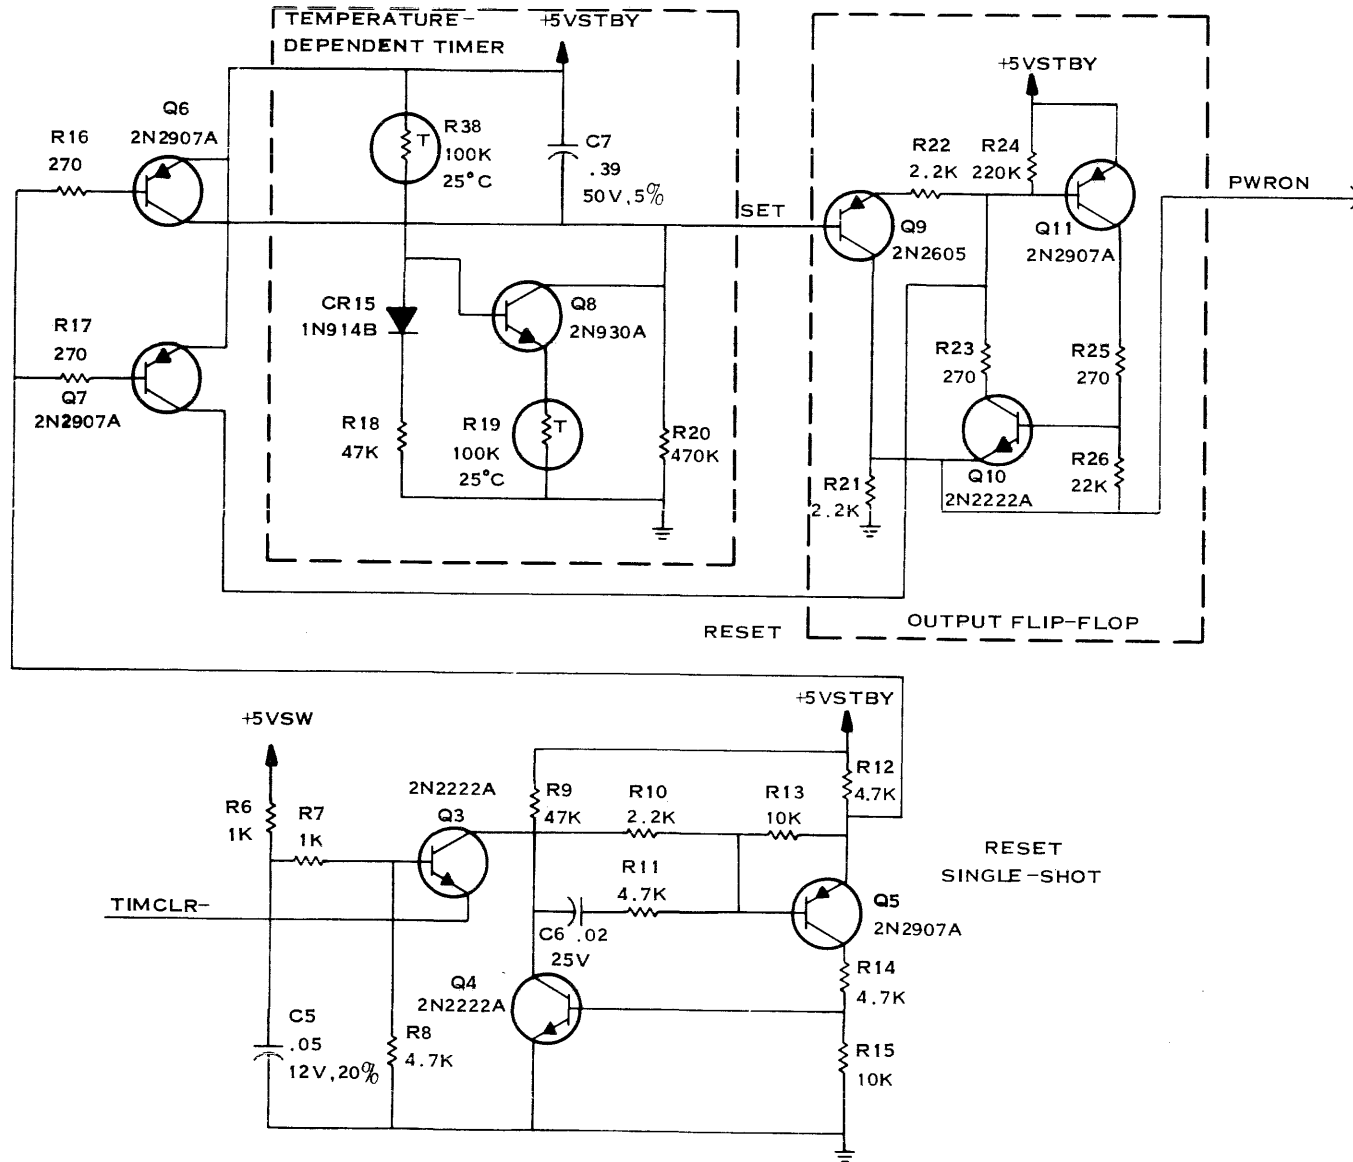 TEMPERATURE-
DEPENDENT TIMER
+5VSTBY
Q6
2N2907A
R16
270
R38
100K
25°C
T
C7
.39
50V,5%
SET
+5VSTBY
R22
2.2K
R24
220K
Q9
2N2605
Q11
2N2907A
PWRON
R17
270
Q7
2N2907A
CR15
1N914B
Q8
2N930A
R18
47K
R19
100K
25°C
T
R20
470K
R23
270
R25
270
R21
2.2K
Q10
2N2222A
R26
22K
OUTPUT FLIP-FLOP
RESET
+5VSW
+5VSTBY
R6
1K
R7
1K
2N2222A
Q3
R9
47K
R10
2.2K
R13
10K
R12
4.7K
RESET
SINGLE-SHOT
TIMCLR-
R11
4.7K
Q5
2N2907A
C6 .02
25V
Q4
2N2222A
R14
4.7K
C5
.05
12V,20%
R8
4.7K
R15
10K